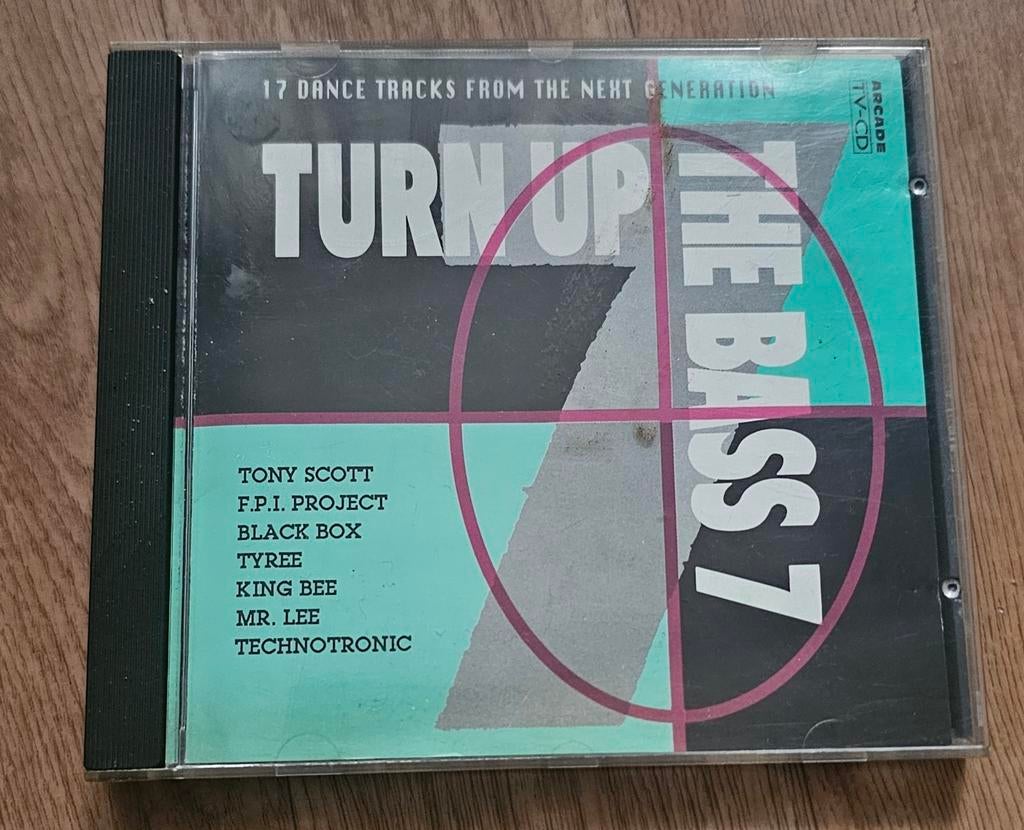 17 DANCE TRACKS FROM THE NEXT GENERATION
ARCADE
TV-CD
TURN UP
THE BASS 7
7
TONY SCOTT
F.P.I. PROJECT
BLACK BOX
TYREE
KING BEE
MR. LEE
TECHNOTRONIC